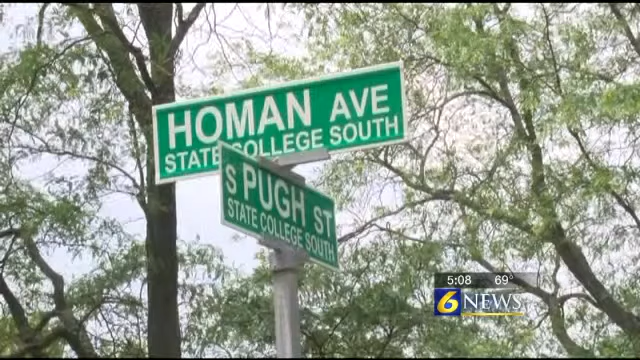 HOMAN AVE
STATE COLLEGE SOUTH
S PUGH ST
STATE COLLEGE SOUTH
5:08 69°
6 NEWS